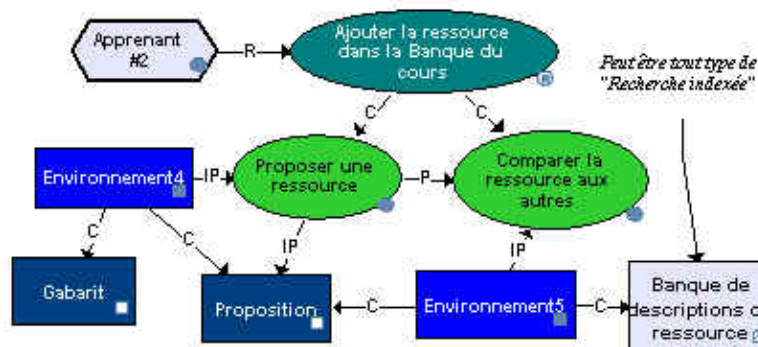 Apprenant
#2
R
Ajouter la ressource
dans la Banque du
cours
R
Peut être tout type de
"Recherche indexée"
C
C
Environnement4
IP
Proposer une
ressource
P
Comparer la
ressource aux
autres
C
C
IP
IP
Gabarit
Proposition
C
Environnement5
C
Banque de
descriptions
ressource